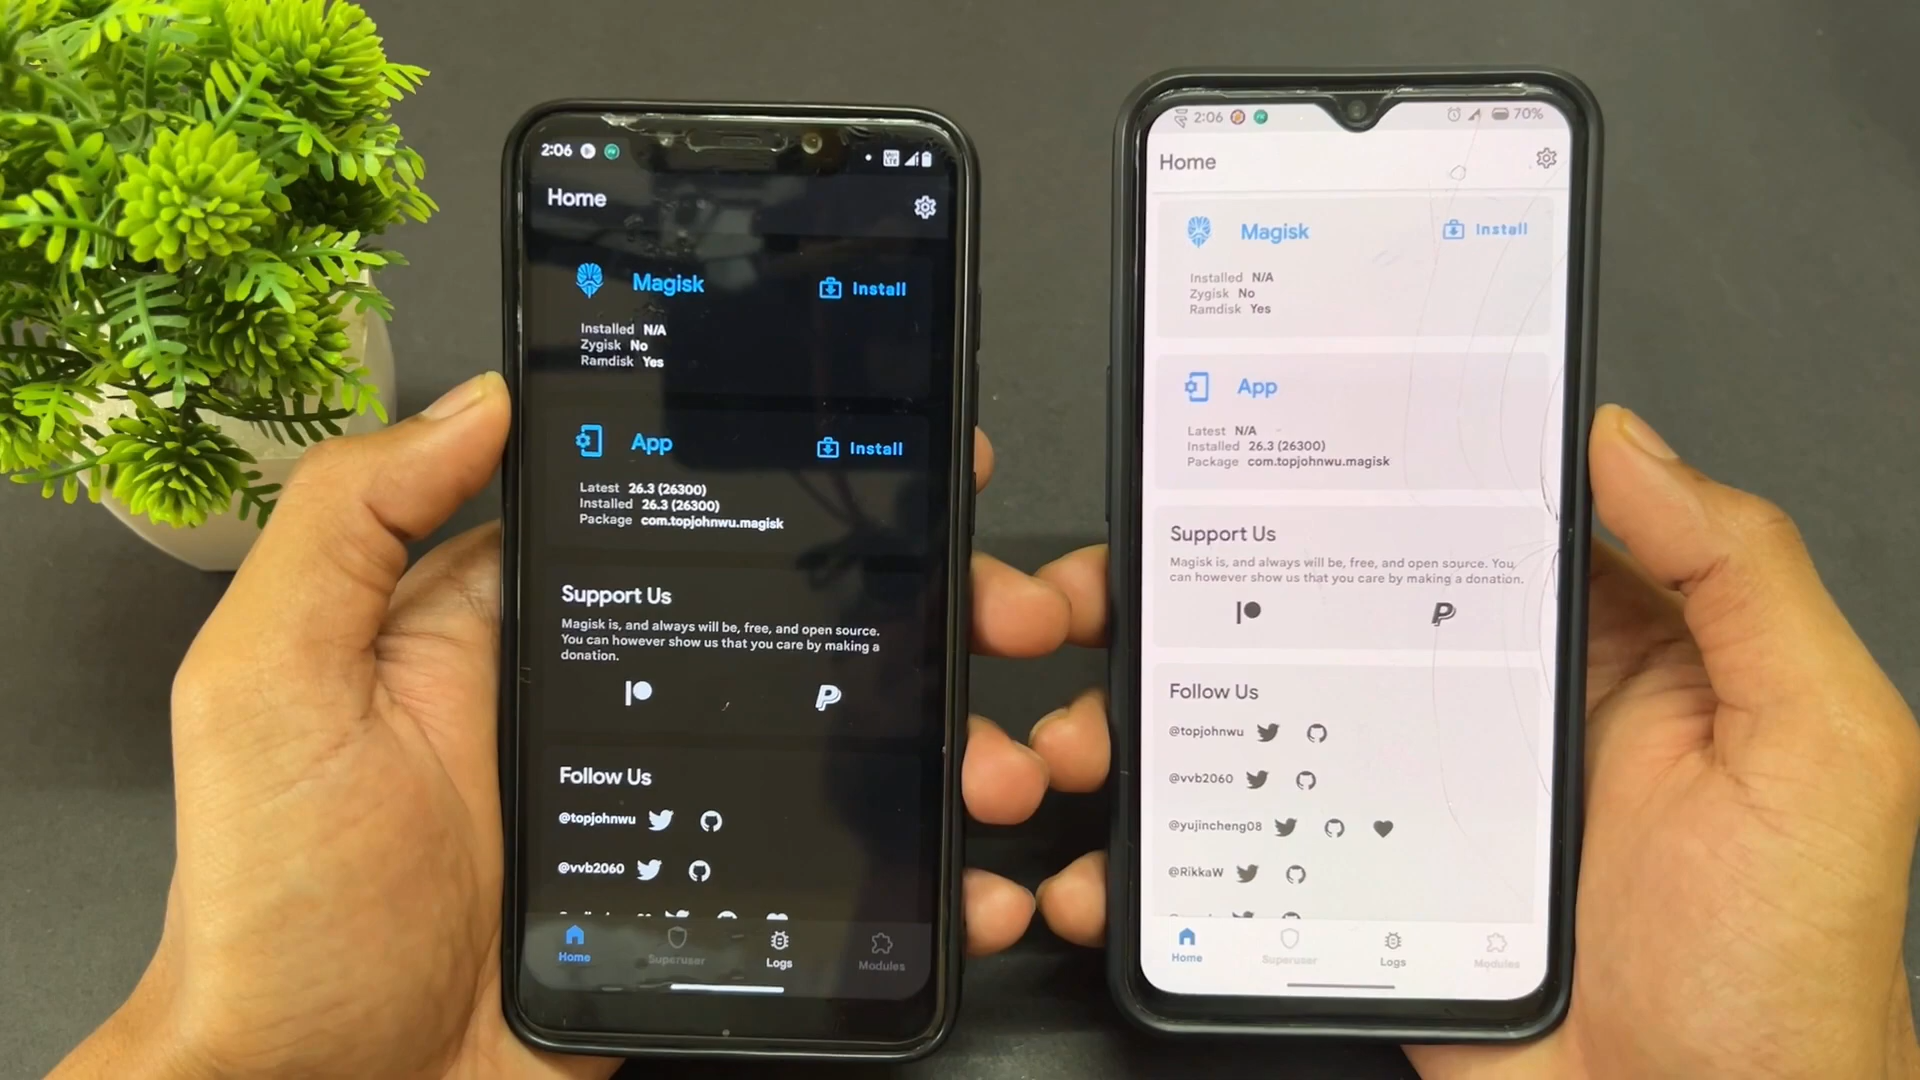 2:06
Home
Magisk
Install
Installed N/A
Zygisk No
Ramdisk Yes
App
Install
Latest 26.3 (26300)
Installed 26.3 (26300)
Package com.topjohnwu.magisk
Support Us
Magisk is, and always will be, free, and open source.
You can however show us that you care by making a
donation.
Follow Us
@topjohnwu
@vvb2060
Home
Superuser
Logs
Modules
2:06
70%
Home
Magisk
Install
Installed N/A
Zygisk No
Ramdisk Yes
App
Latest N/A
Installed 26.3 (26300)
Package com.topjohnwu.magisk
Support Us
Magisk is, and always will be, free, and open source. You
can however show us that you care by making a donation.
Follow Us
@topjohnwu
@vvb2060
@yujincheng08
@RikkaW
Home
Superuser
Logs
Modules